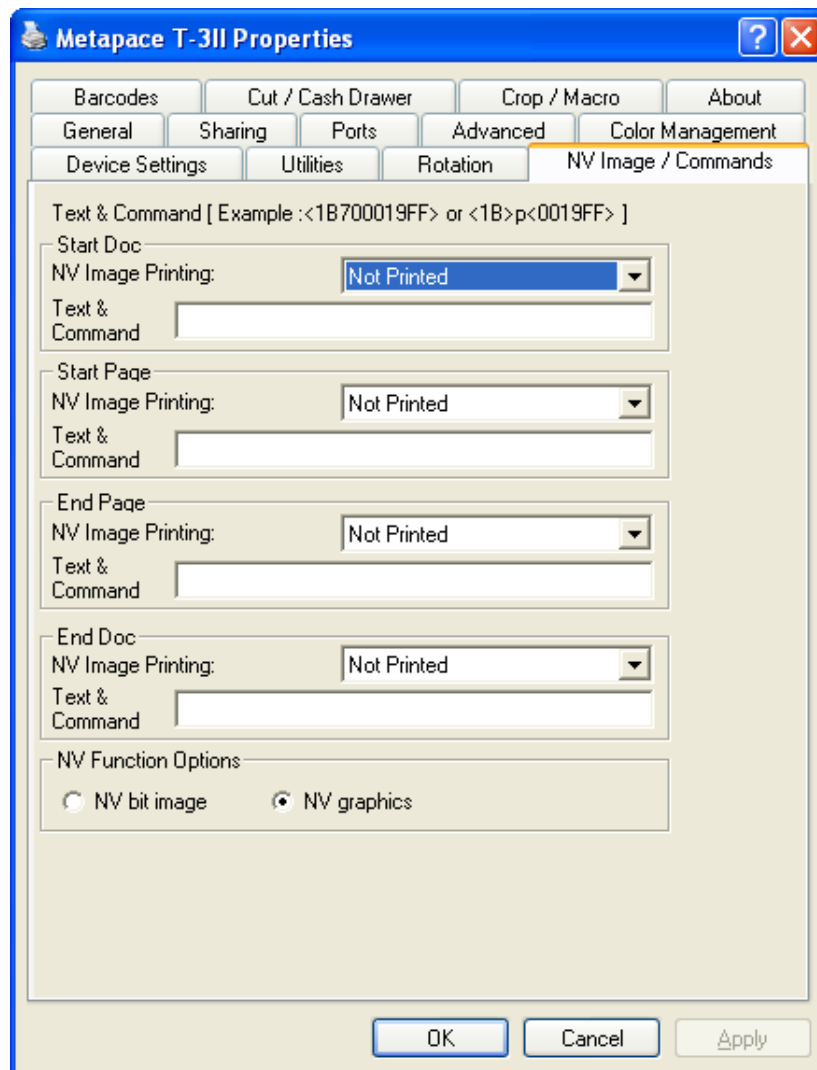 Metapace T-3II Properties
Barcodes Cut / Cash Drawer Crop / Macro About
General Sharing Ports Advanced Color Management
Device Settings Utilities Rotation NV Image / Commands
Text & Command [ Example :<1B700019FF> or <1B>p<0019FF> ]
Start Doc
NV Image Printing: Not Printed
Text &
Command
Start Page
NV Image Printing: Not Printed
Text &
Command
End Page
NV Image Printing: Not Printed
Text &
Command
End Doc
NV Image Printing: Not Printed
Text &
Command
NV Function Options
NV bit image NV graphics
OK Cancel Apply